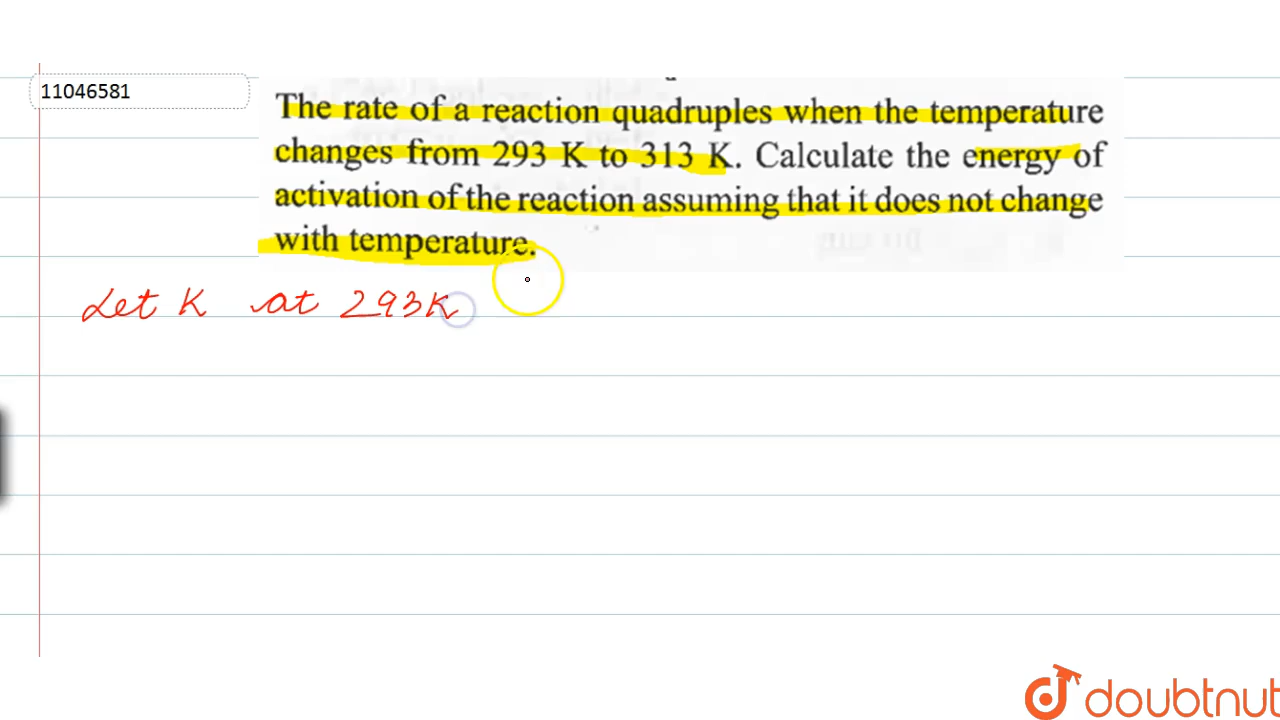 11046581
The rate of a reaction quadruples when the temperature
changes from 293 K to 313 K. Calculate the energy of
activation of the reaction assuming that it does not change
with temperature.
Let K at 293K
doubtnut